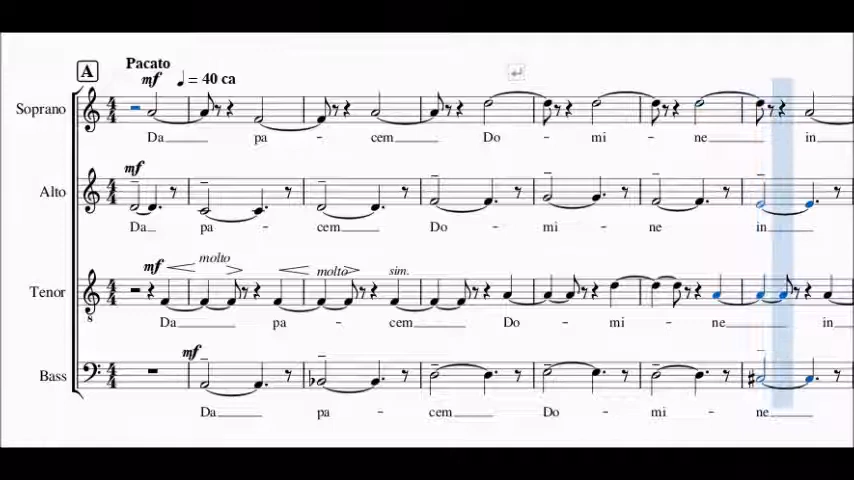 A
Pacato
mf
♩ = 40 ca
Soprano
Da pa - cem Do - mi - ne in
mf
Alto
Da pa - cem Do - mi - ne in
mf molto molto sim.
Tenor
Da pa - cem Do - mi - ne in
mf
Bass
Da pa - cem Do - mi - ne